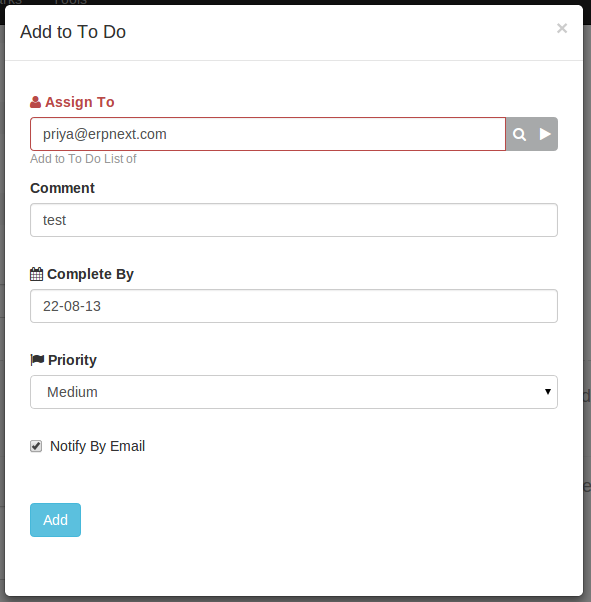 Tools
Add to To Do
×
Assign To
priya@erpnext.com
Add to To Do List of
Comment
test
Complete By
22-08-13
Priority
Medium
Notify By Email
Add